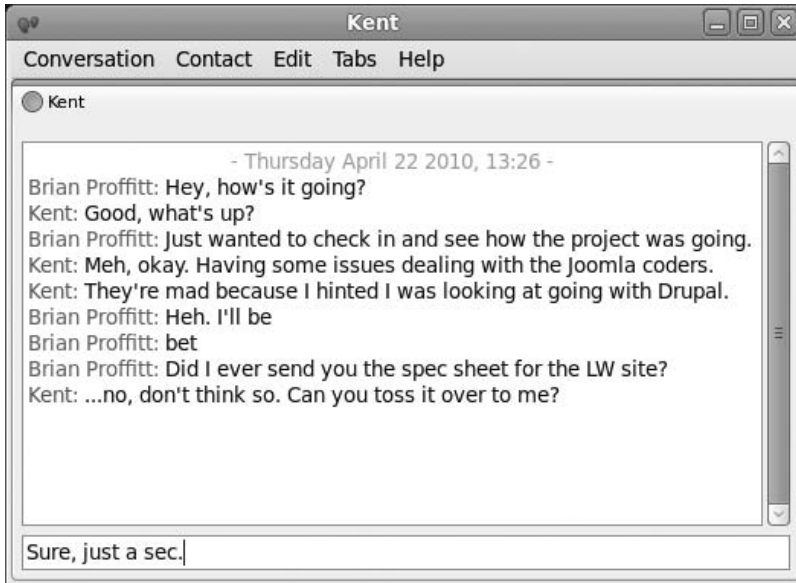 Kent
Conversation Contact Edit Tabs Help
Kent
- Thursday April 22 2010, 13:26 -
Brian Proffitt: Hey, how's it going?
Kent: Good, what's up?
Brian Proffitt: Just wanted to check in and see how the project was going.
Kent: Meh, okay. Having some issues dealing with the Joomla coders.
Kent: They're mad because I hinted I was looking at going with Drupal.
Brian Proffitt: Heh. I'll be
Brian Proffitt: bet
Brian Proffitt: Did I ever send you the spec sheet for the LW site?
Kent: ...no, don't think so. Can you toss it over to me?
Sure, just a sec.